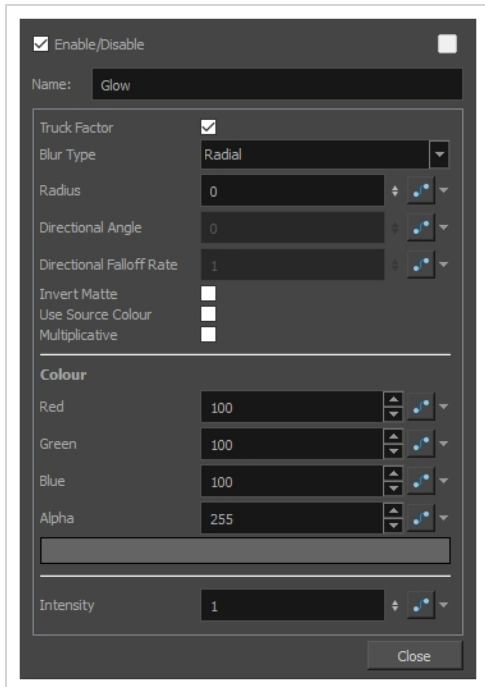 Enable/Disable
Name: Glow
Truck Factor
Blur Type Radial
Radius 0
Directional Angle 0
Directional Falloff Rate 1
Invert Matte
Use Source Colour
Multiplicative
Colour
Red 100
Green 100
Blue 100
Alpha 255
Intensity 1
Close